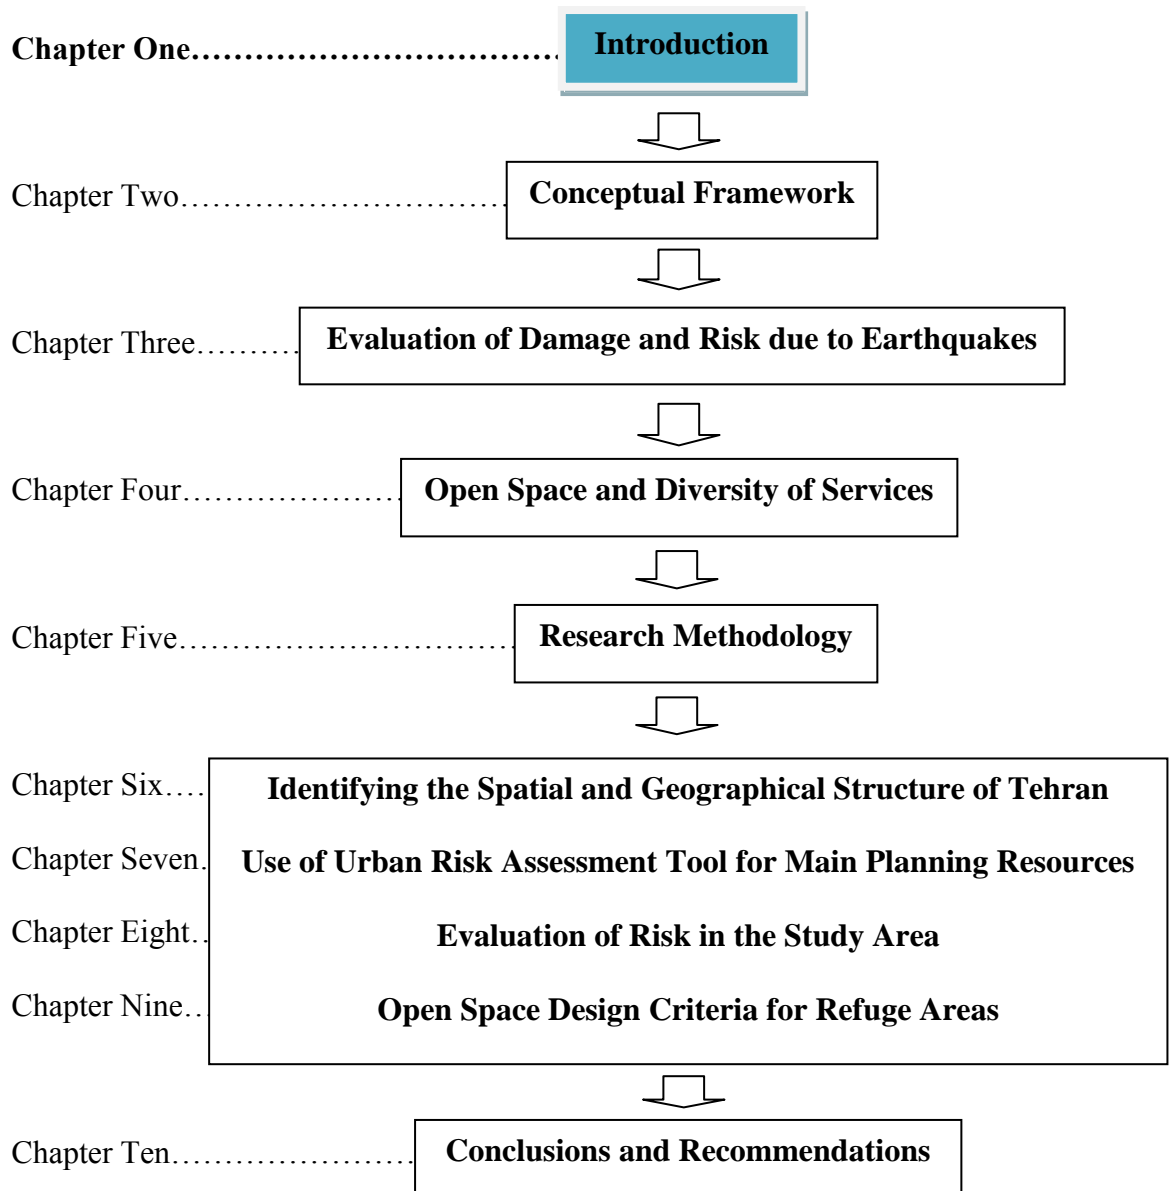 Chapter One……………………………… Introduction
Chapter Two………………………… Conceptual Framework
Chapter Three………. Evaluation of Damage and Risk due to Earthquakes
Chapter Four………………… Open Space and Diversity of Services
Chapter Five………………………… Research Methodology
Chapter Six…. Identifying the Spatial and Geographical Structure of Tehran
Chapter Seven. Use of Urban Risk Assessment Tool for Main Planning Resources
Chapter Eight.. Evaluation of Risk in the Study Area
Chapter Nine.. Open Space Design Criteria for Refuge Areas
Chapter Ten…………………. Conclusions and Recommendations